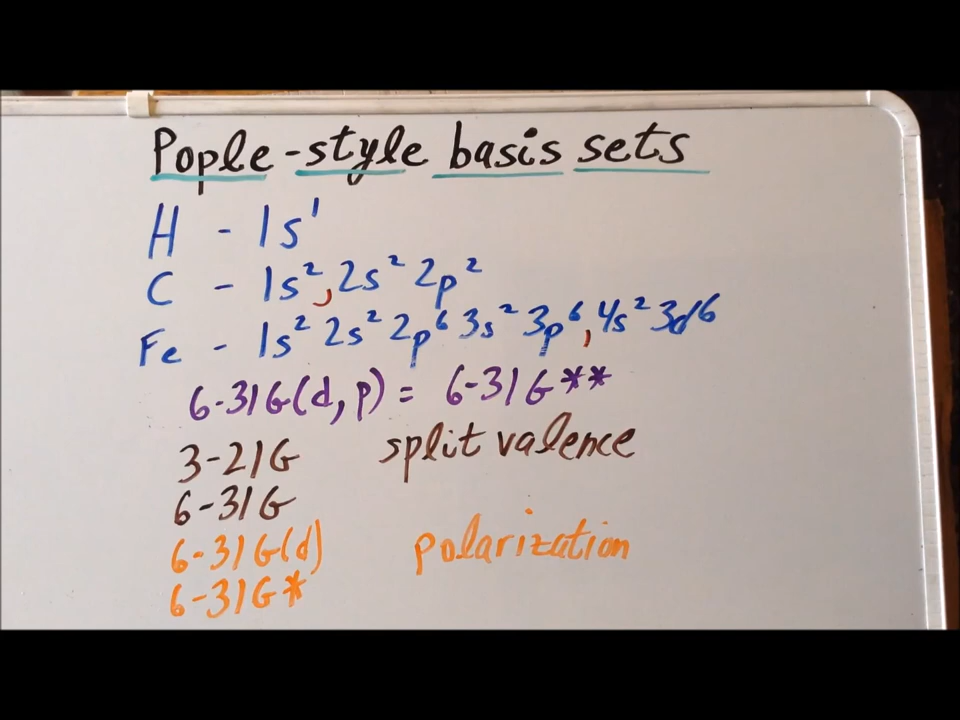 Pople-style basis sets
H - 1s¹
C - 1s², 2s² 2p²
Fe - 1s² 2s² 2p⁶ 3s² 3p⁶, 4s² 3d6
6-31G(d,p) = 6-31G**
3-21G split valence
6-31G
6-31G(d) polarization
6-31G*